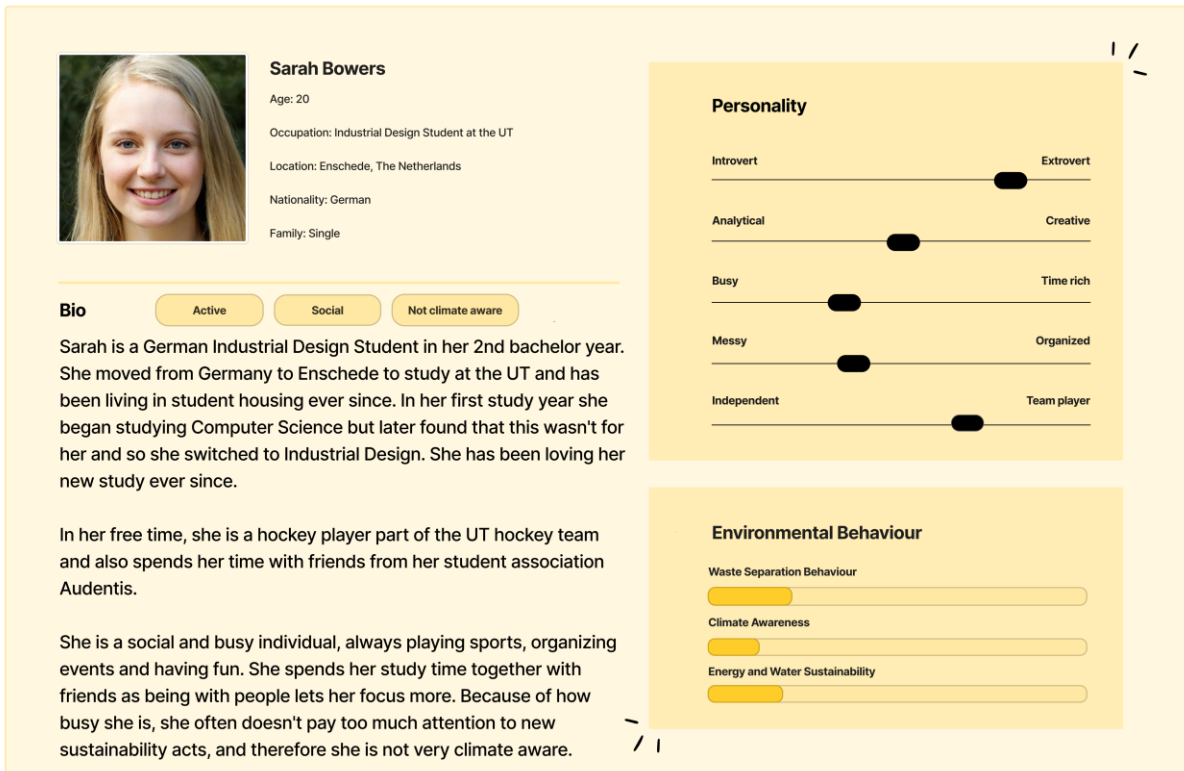 Sarah Bowers
Age: 20
Occupation: Industrial Design Student at the UT
Location: Enschede, The Netherlands
Nationality: German
Family: Single
Bio
Active
Social
Not climate aware
Sarah is a German Industrial Design Student in her 2nd bachelor year.
She moved from Germany to Enschede to study at the UT and has
been living in student housing ever since. In her first study year she
began studying Computer Science but later found that this wasn't for
her and so she switched to Industrial Design. She has been loving her
new study ever since.
In her free time, she is a hockey player part of the UT hockey team
and also spends her time with friends from her student association
Audentis.
She is a social and busy individual, always playing sports, organizing
events and having fun. She spends her study time together with
friends as being with people lets her focus more. Because of how
busy she is, she often doesn't pay too much attention to new
sustainability acts, and therefore she is not very climate aware.
Personality
Introvert Extrovert
Analytical Creative
Busy Time rich
Messy Organized
Independent Team player
Environmental Behaviour
Waste Separation Behaviour
Climate Awareness
Energy and Water Sustainability